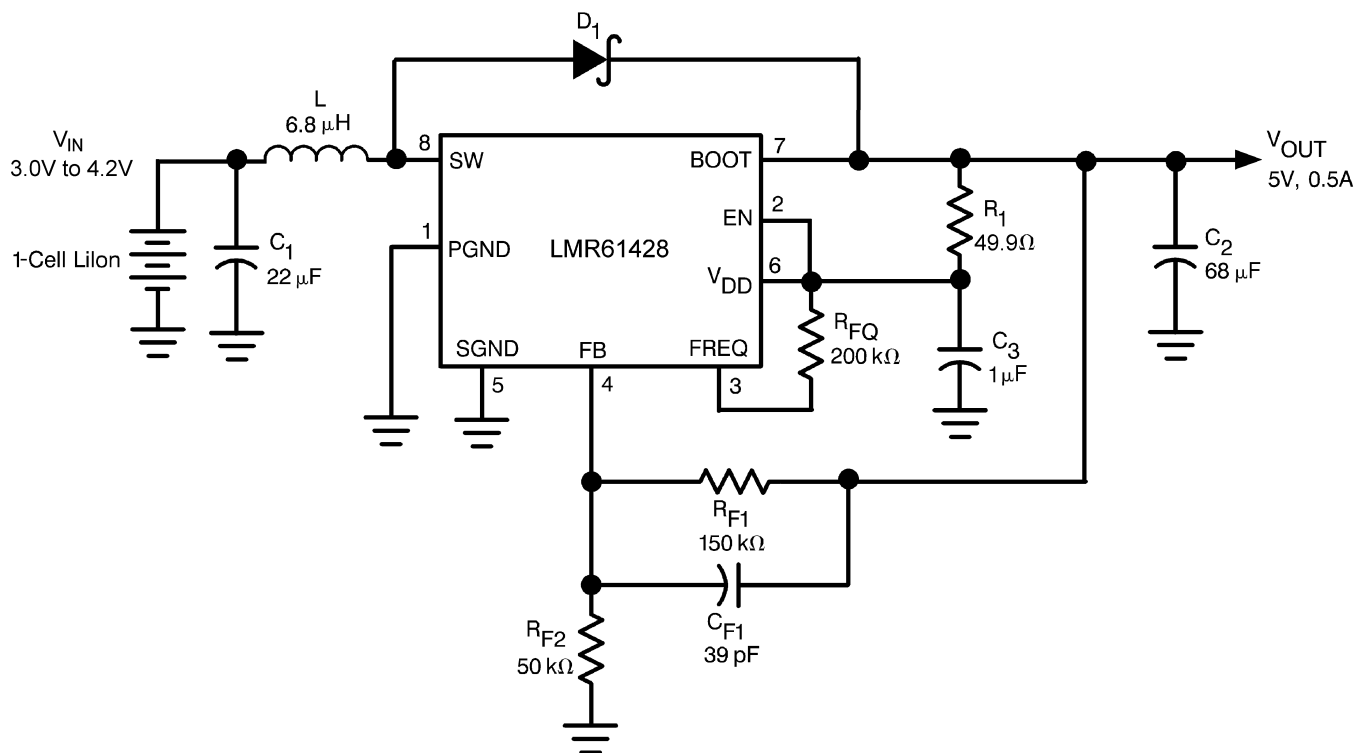 D1
L
6.8 μH
VIN
3.0V to 4.2V
8
SW
BOOT
7
VOUT
5V, 0.5A
1-Cell LiIon
C1
22 μF
1
PGND
LMR61428
EN
2
VDD
6
R1
49.9Ω
C2
68 μF
RFQ
200 kΩ
C3
1μF
SGND
FB
FREQ
5
4
3
RF1
150 kΩ
CF1
39 pF
RF2
50 kΩ